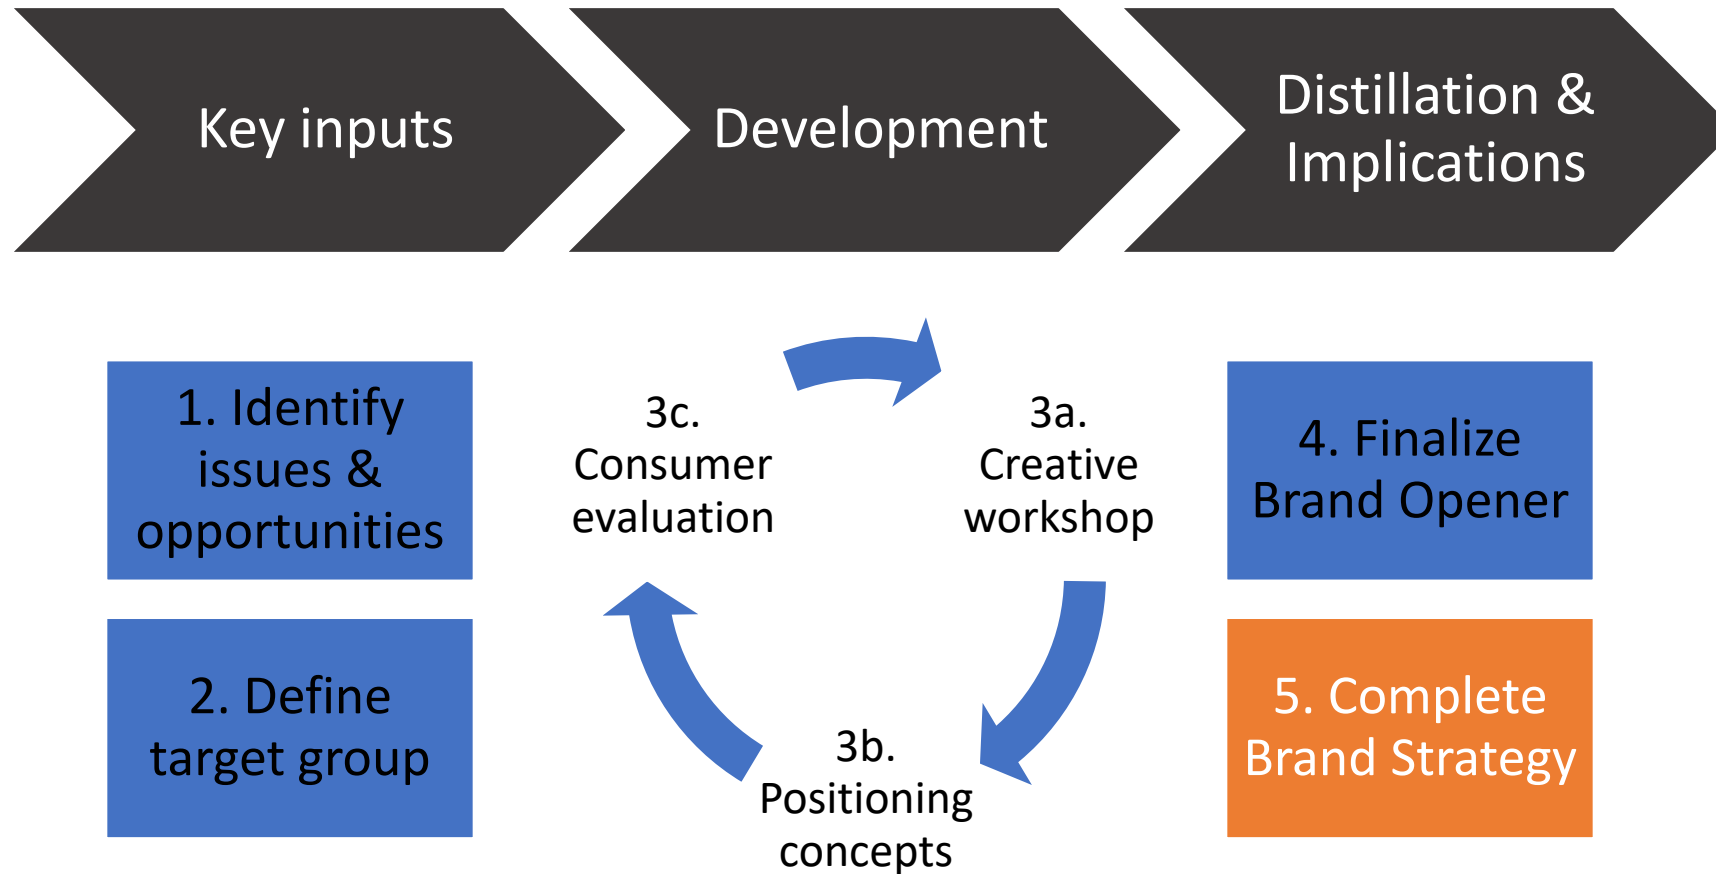 Key inputs
Development
Distillation &
Implications
1. Identify
issues &
opportunities
2. Define
target group
3c.
Consumer
evaluation
3a.
Creative
workshop
3b.
Positioning
concepts
4. Finalize
Brand Opener
5. Complete
Brand Strategy